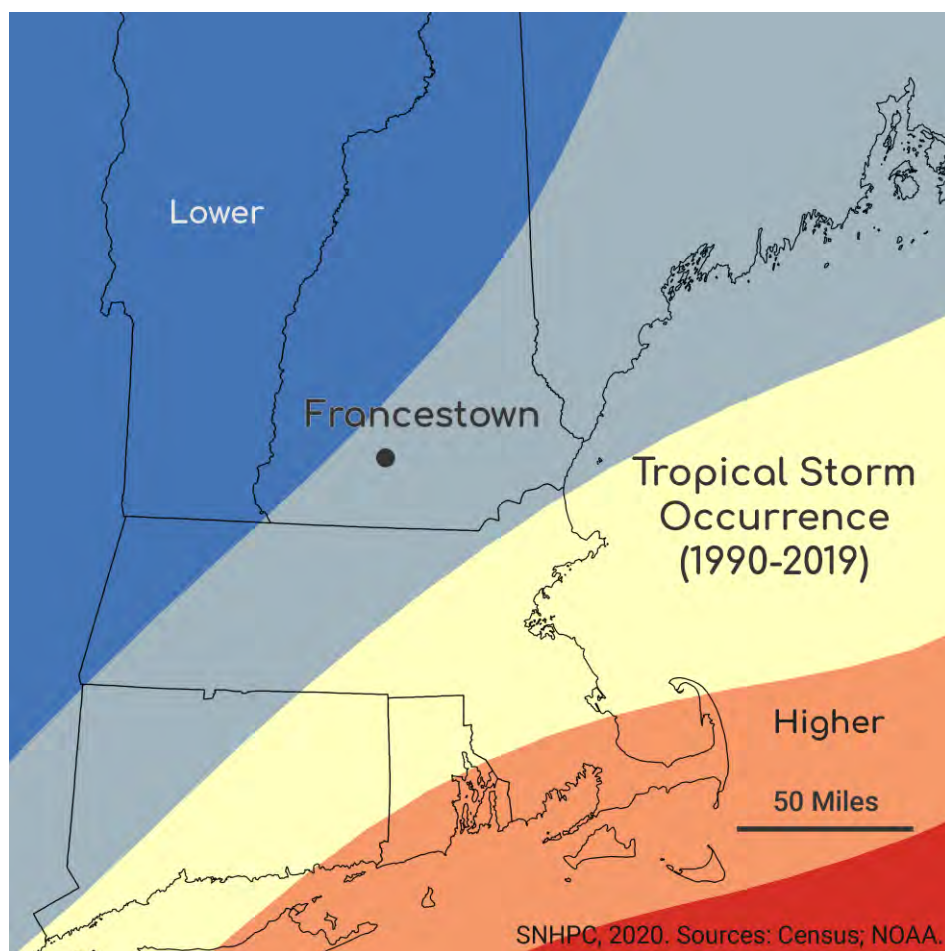 Lower
Francestown
Tropical Storm
Occurrence
(1990-2019)
Higher
50 Miles
SNHPC, 2020. Sources: Census; NOAA.